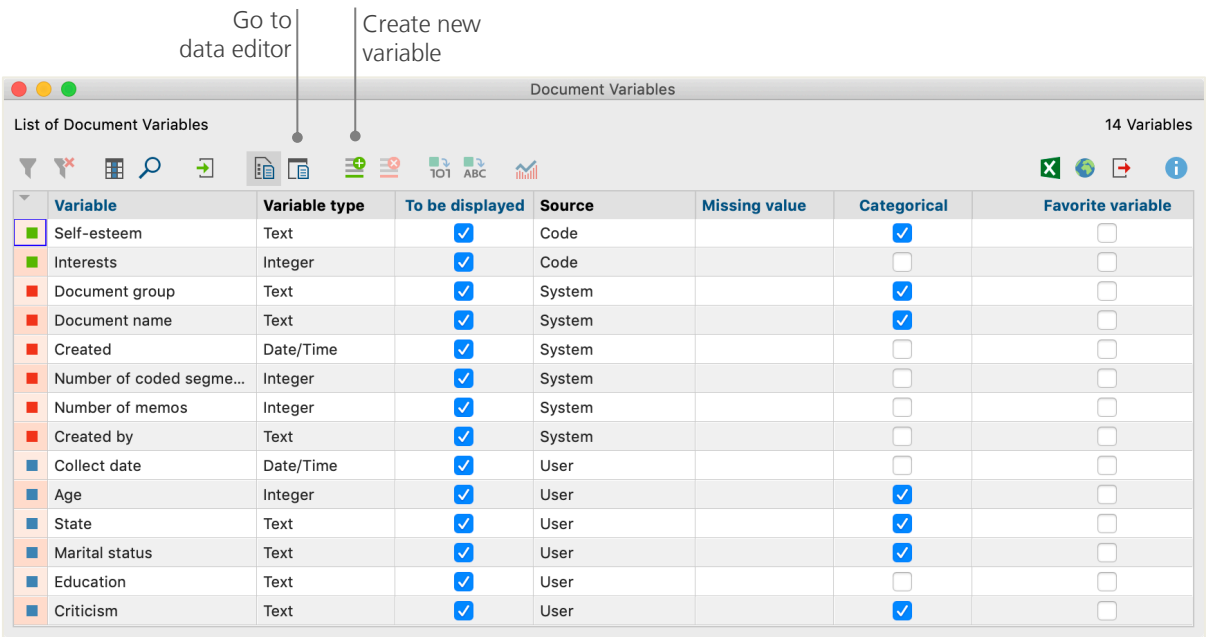 Go to
data editor
Create new
variable
Document Variables
List of Document Variables
14 Variables
101
ABC
X
i
Variable Variable type To be displayed Source Missing value Categorical Favorite variable
Self-esteem Text Code
Interests Integer Code
Document group Text System
Document name Text System
Created Date/Time System
Number of coded segme... Integer System
Number of memos Integer System
Created by Text System
Collect date Date/Time User
Age Integer User
State Text User
Marital status Text User
Education Text User
Criticism Text User